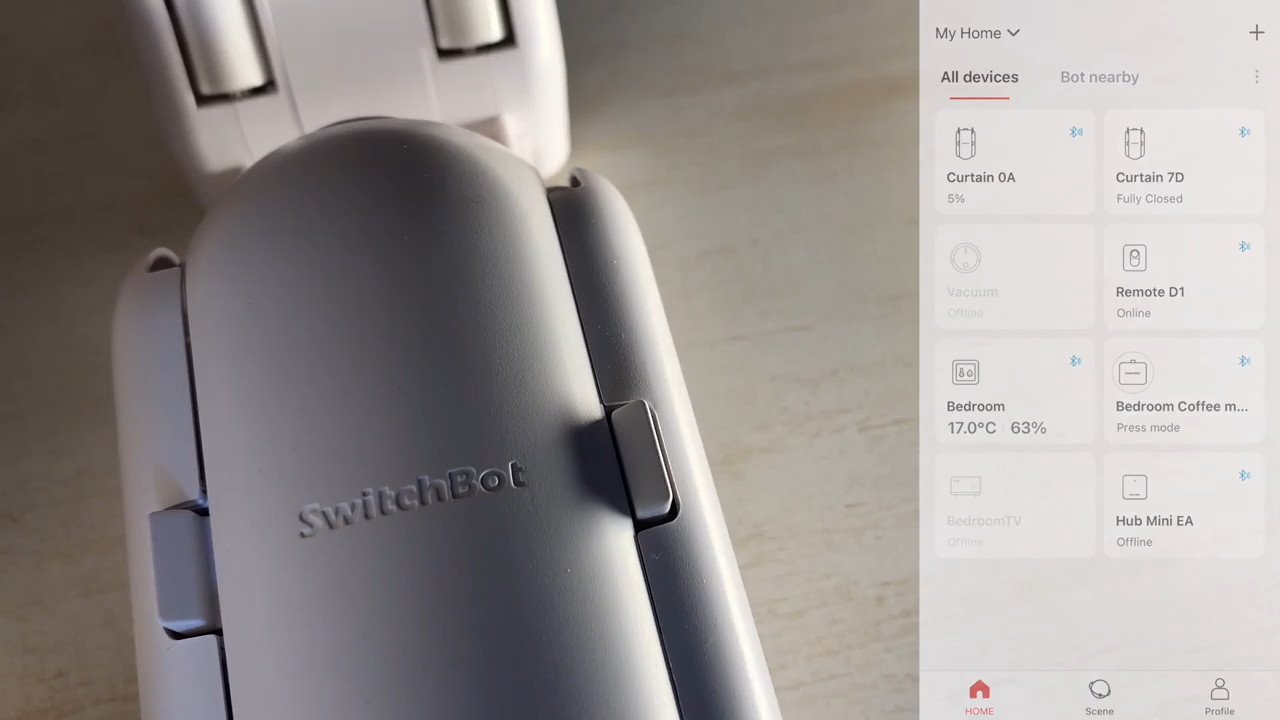 SwitchBot
My Home
All devices
Bot nearby
Curtain 0A
5%
Curtain 7D
Fully Closed
Vacuum
Offline
Remote D1
Online
Bedroom
17.0°C 63%
Bedroom Coffee m...
Press mode
BedroomTV
Offline
Hub Mini EA
Offline
HOME
Scene
Profile